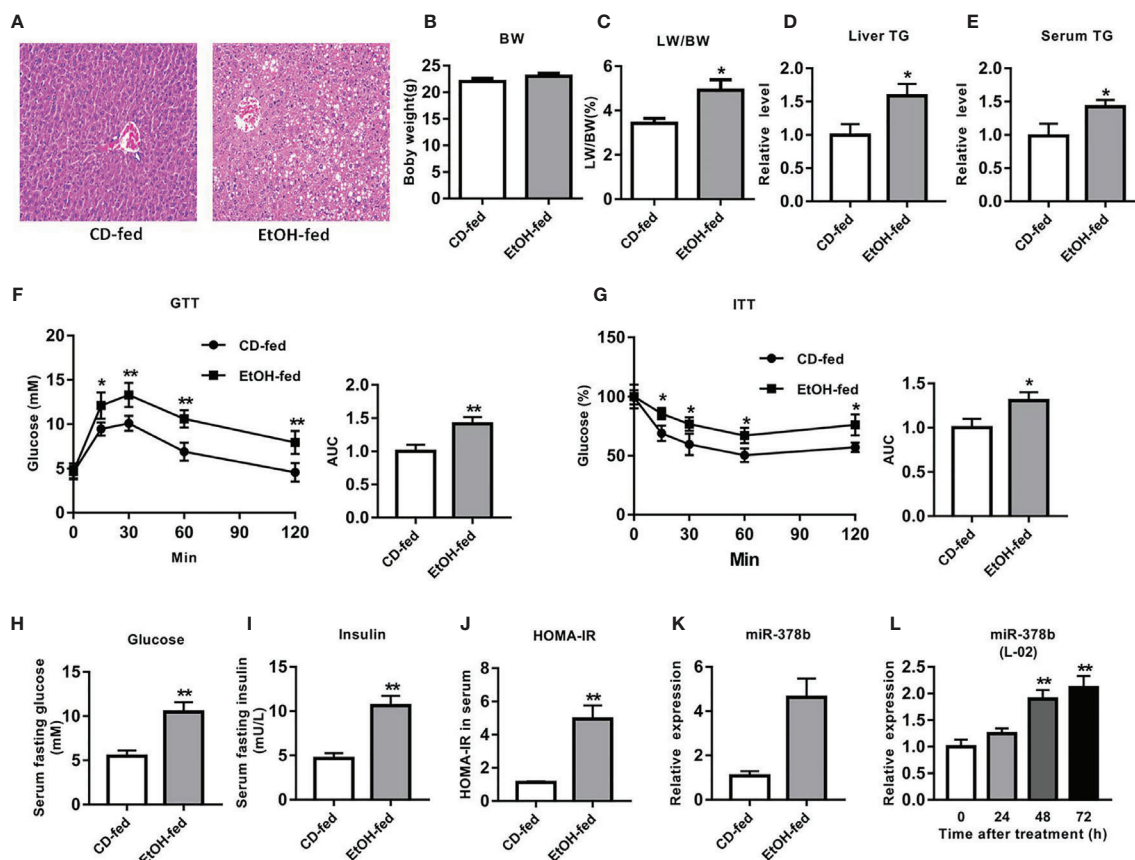 A
CD-fed
EtOH-fed
B
BW
Boby weight(g)
25
20
15
10
5
0
CD-fed
EtOH-fed
C
LW/BW
LW/BW(%)
6
4
2
0
*
CD-fed
EtOH-fed
D
Liver TG
Relative level
2.0
1.5
1.0
0.5
0.0
*
CD-fed
EtOH-fed
E
Serum TG
Relative level
2.0
1.5
1.0
0.5
0.0
*
CD-fed
EtOH-fed
F
GTT
Glucose (mM)
20
15
10
5
0
CD-fed
EtOH-fed
* ** ** **
0 30 60 90 120
Min
AUC
2.0
1.5
1.0
0.5
0.0
**
CD-fed
EtOH-fed
G
ITT
Glucose (%)
150
100
50
0
CD-fed
EtOH-fed
* * * *
0 30 60 90 120
Min
AUC
1.5
1.0
0.5
0.0
*
CD-fed
EtOH-fed
H
Glucose
Serum fasting glucose
(mM)
15
10
5
0
**
CD-fed
EtOH-fed
I
Insulin
Serum fasting insulin
(mU/L)
15
10
5
0
**
CD-fed
EtOH-fed
J
HOMA-IR
HOMA-IR in serum
8
6
4
2
0
**
CD-fed
EtOH-fed
K
miR-378b
Relative expression
6
4
2
0
CD-fed
EtOH-fed
L
miR-378b
(L-02)
Relative expression
2.5
2.0
1.5
1.0
0.5
0.0
** **
0 24 48 72
Time after treatment (h)